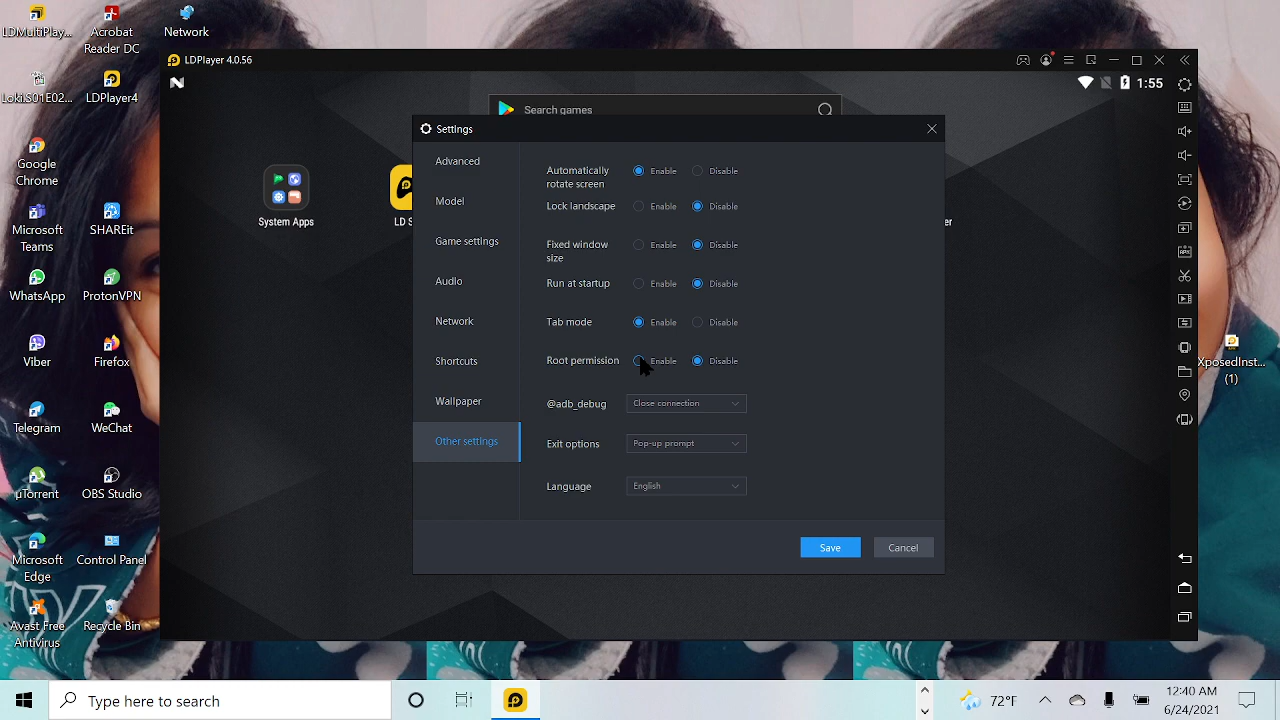 LDMultiPlay...
Acrobat
Reader DC
Network
LokiS01E02...
LDPlayer4
Google
Chrome
Microsoft
Teams
SHAREit
WhatsApp
ProtonVPN
Viber
Firefox
Telegram
WeChat
µTorrent
OBS Studio
Microsoft
Edge
Control Panel
Avast Free
Antivirus
Recycle Bin
LDPlayer 4.0.56
1:55
Search games
System Apps
LD S
er
APK
Settings
Advanced
Model
Game settings
Audio
Network
Shortcuts
Wallpaper
Other settings
Automatically
rotate screen
Enable
Disable
Lock landscape
Enable
Disable
Fixed window
size
Enable
Disable
Run at startup
Enable
Disable
Tab mode
Enable
Disable
Root permission
Enable
Disable
@adb_debug
Close connection
Exit options
Pop-up prompt
Language
English
Save
Cancel
XposedInst...
(1)
Type here to search
72°F
12:40 AM
6/24/2021